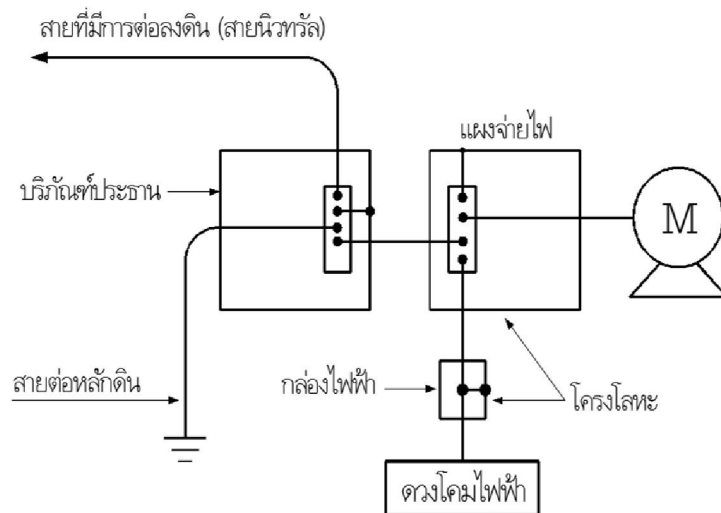 สายที่มีการต่อลงดิน (สายนิวทรัล)
แผงจ่ายไฟ
บริภัณฑ์ประธาน
M
สายต่อหลักดิน
กล่องไฟฟ้า
โครงโลหะ
ดวงโคมไฟฟ้า